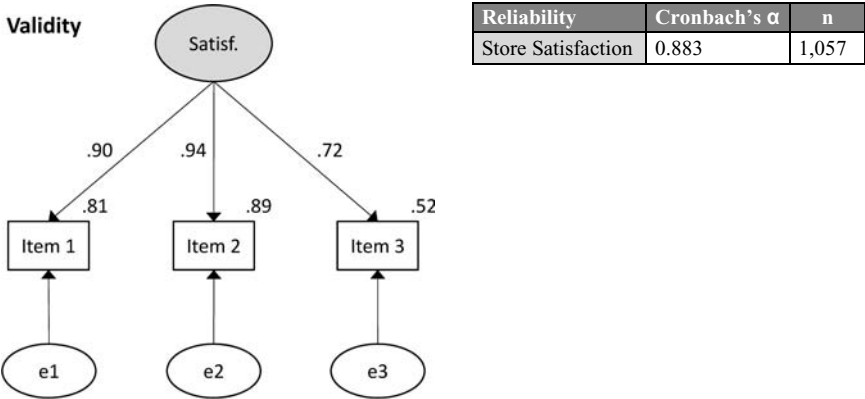 Validity
Satisf.
.90
.94
.72
.81
.89
.52
Item 1
Item 2
Item 3
e1
e2
e3
Reliability Cronbach's α n
Store Satisfaction 0.883 1,057